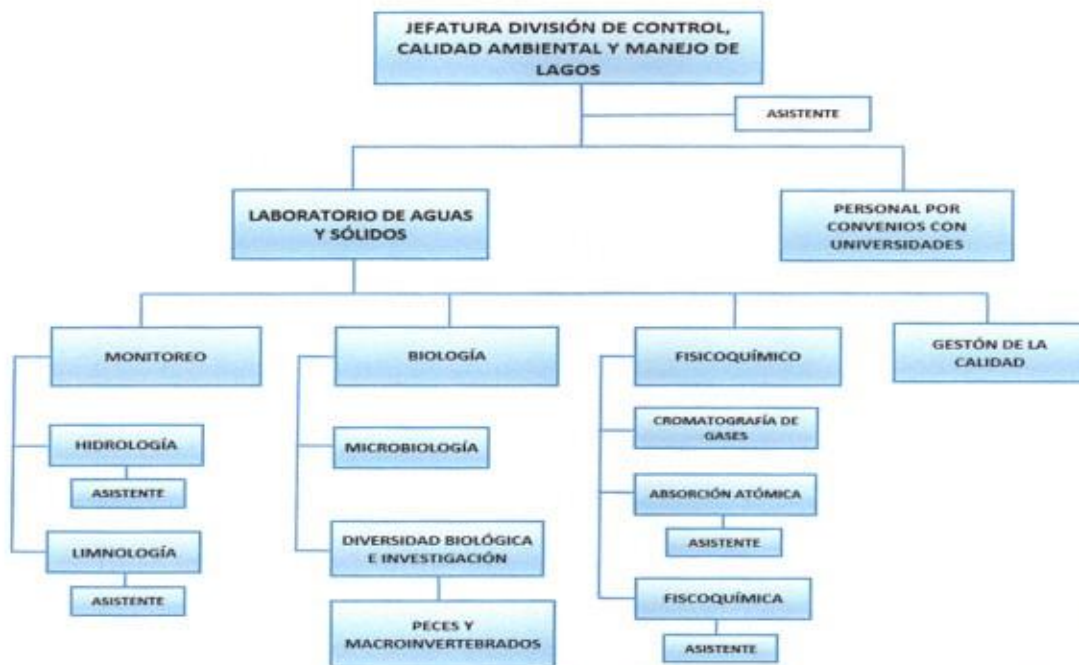 JEFATURA DIVISIÓN DE CONTROL,
CALIDAD AMBIENTAL Y MANEJO DE
LAGOS
ASISTENTE
LABORATORIO DE AGUAS
Y SÓLIDOS
PERSONAL POR
CONVENIOS CON
UNIVERSIDADES
MONITOREO
BIOLOGÍA
FISICOQUÍMICO
GESTÓN DE LA
CALIDAD
HIDROLOGÍA
ASISTENTE
LIMNOLOGÍA
ASISTENTE
MICROBIOLOGÍA
DIVERSIDAD BIOLÓGICA
E INVESTIGACIÓN
PECES Y
MACROINVERTEBRADOS
CROMATOGRAFÍA DE
GASES
ABSORCIÓN ATÓMICA
ASISTENTE
FISCOQUÍMICA
ASISTENTE